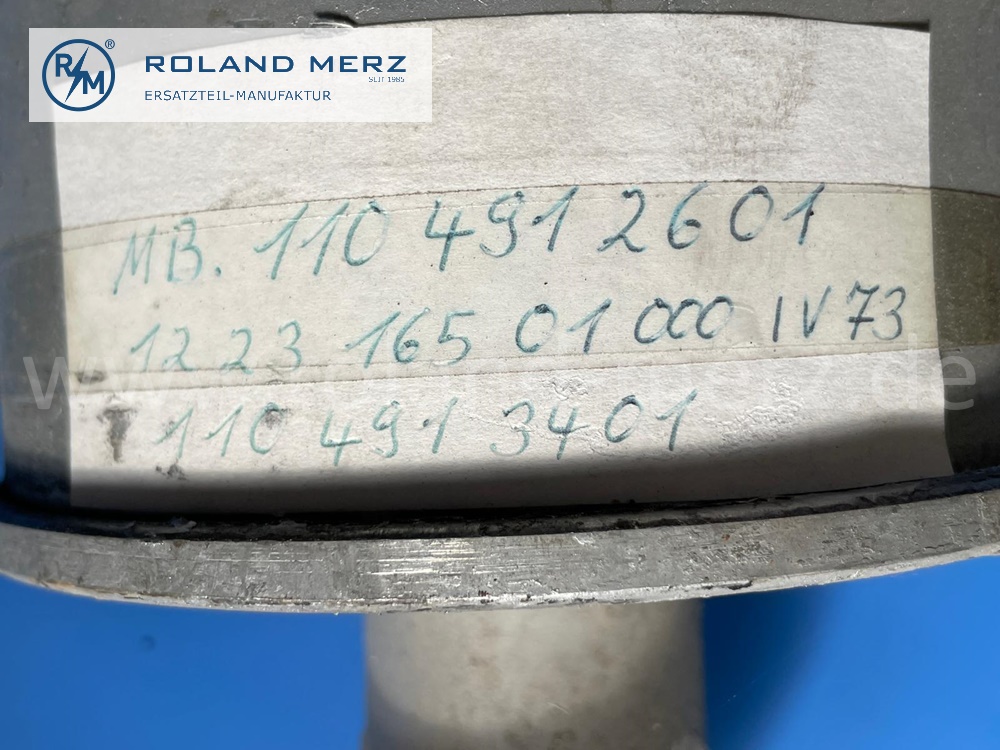 RM®
ROLAND MERZ
SEIT 1985
ERSATZTEIL-MANUFAKTUR
MB. 110 491 2601
12 23 165 01 000 IV 73
110 491 3401